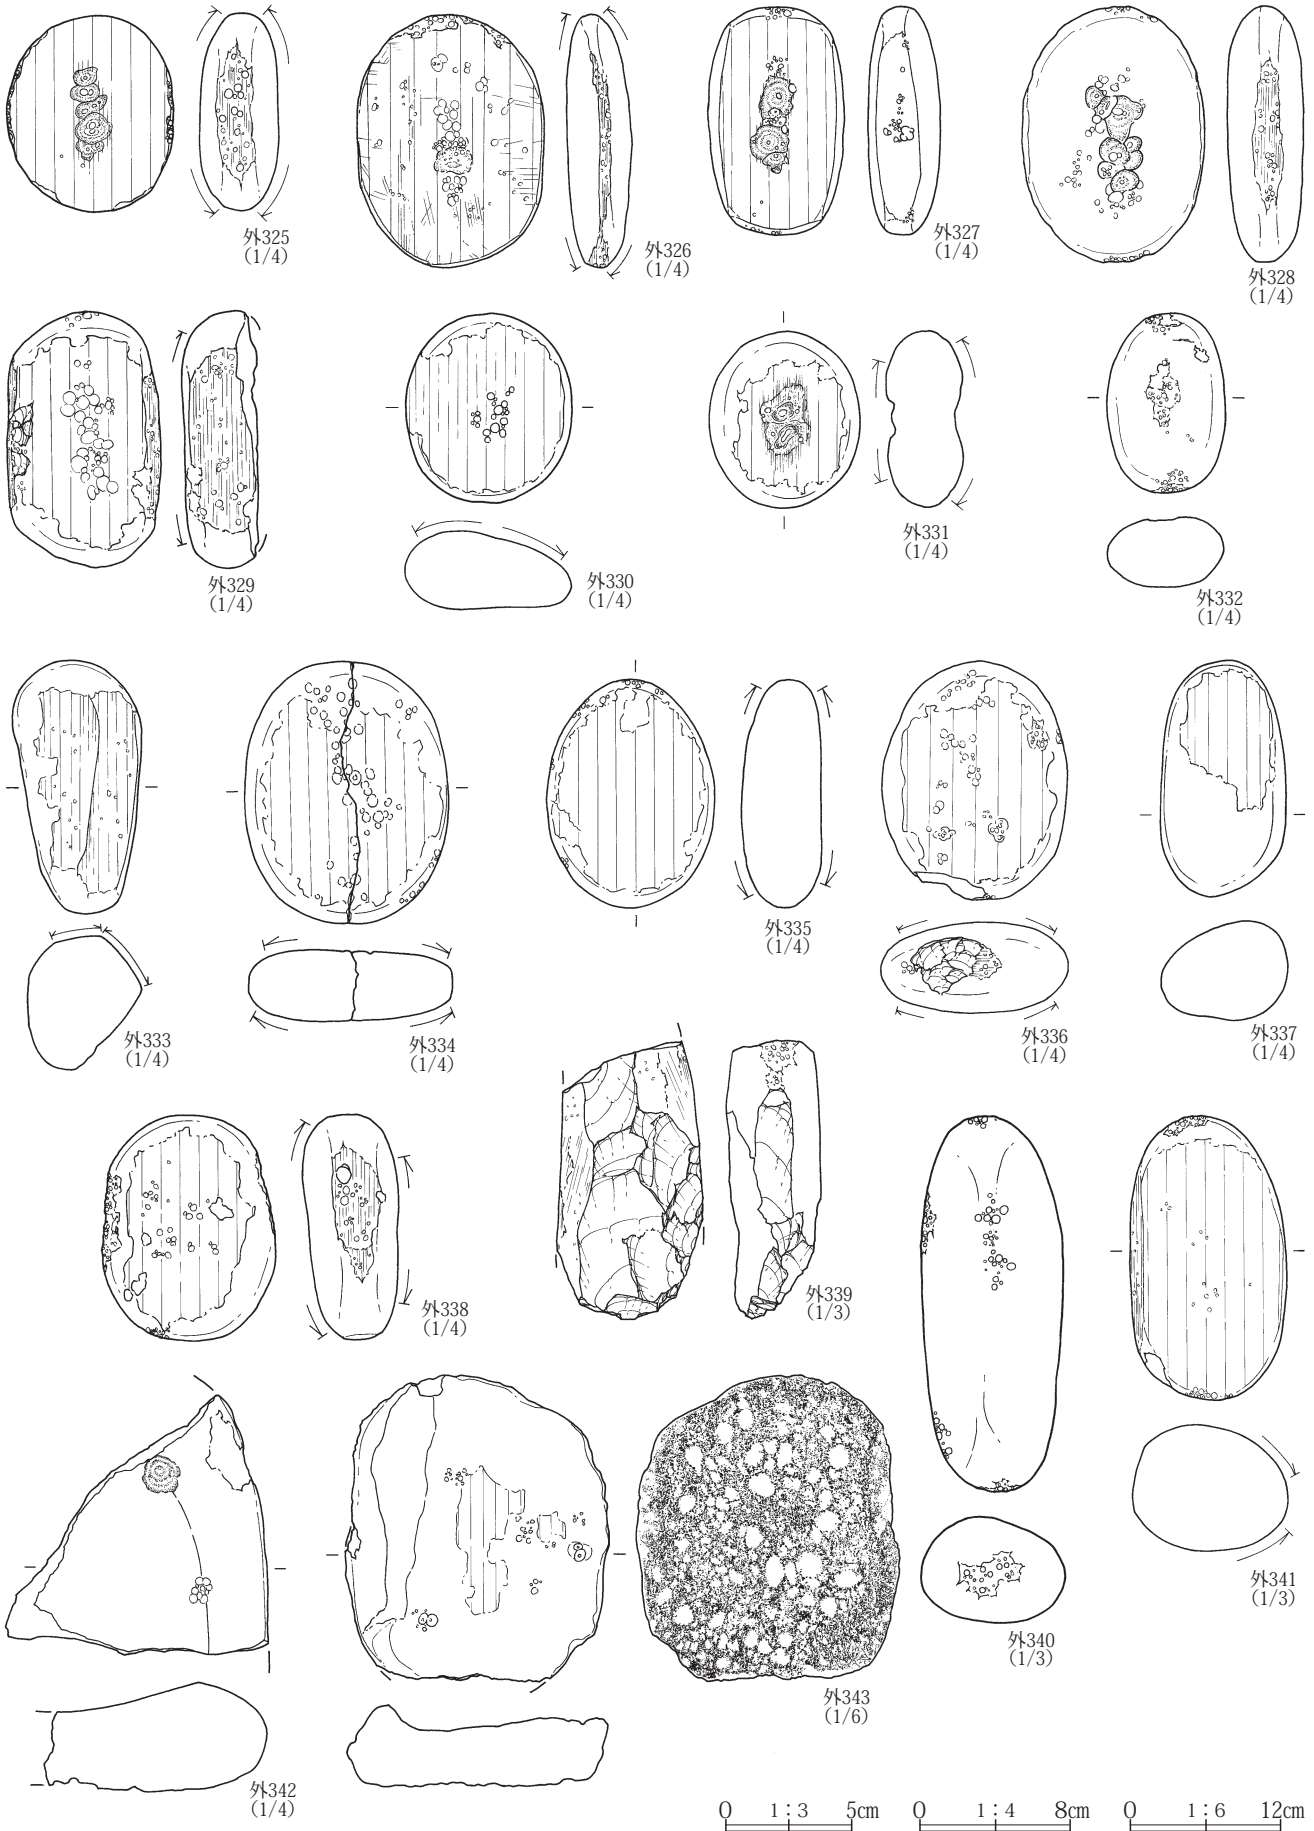 外325
(1/4)
外326
(1/4)
外327
(1/4)
外328
(1/4)
外329
(1/4)
外330
(1/4)
外331
(1/4)
外332
(1/4)
外333
(1/4)
外334
(1/4)
外335
(1/4)
外336
(1/4)
外337
(1/4)
外338
(1/4)
外339
(1/3)
外340
(1/3)
外341
(1/3)
外342
(1/4)
外343
(1/6)
0 1:3 5cm
0 1:4 8cm
0 1:6 12cm